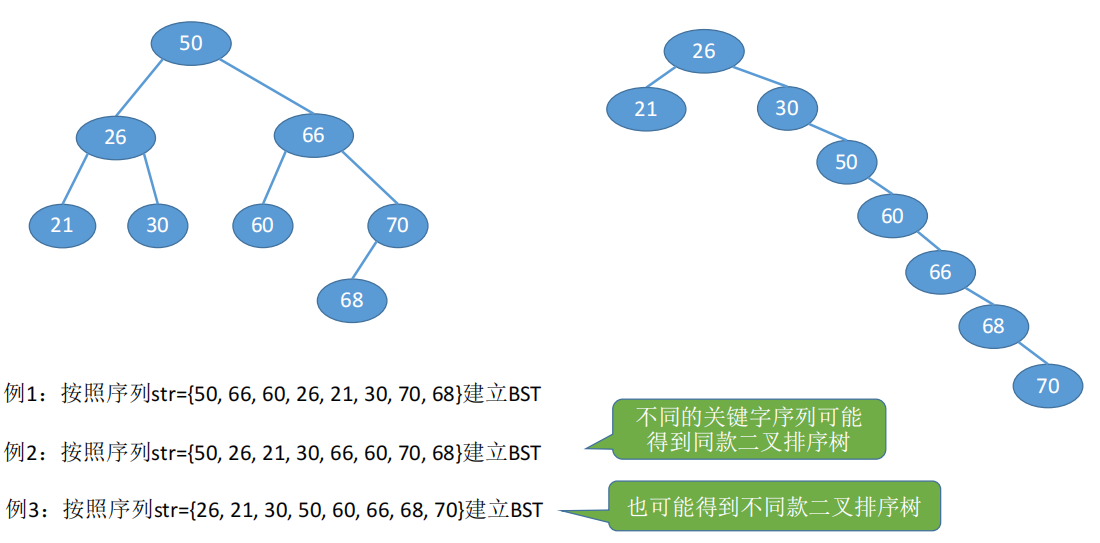 50
26
66
21
30
60
70
68
26
21
30
50
60
66
68
70
例1：按照序列str={50, 66, 60, 26, 21, 30, 70, 68}建立BST
不同的关键字序列可能
得到同款二叉排序树
例2：按照序列str={50, 26, 21, 30, 66, 60, 70, 68}建立BST
例3：按照序列str={26, 21, 30, 50, 60, 66, 68, 70}建立BST
也可能得到不同款二叉排序树